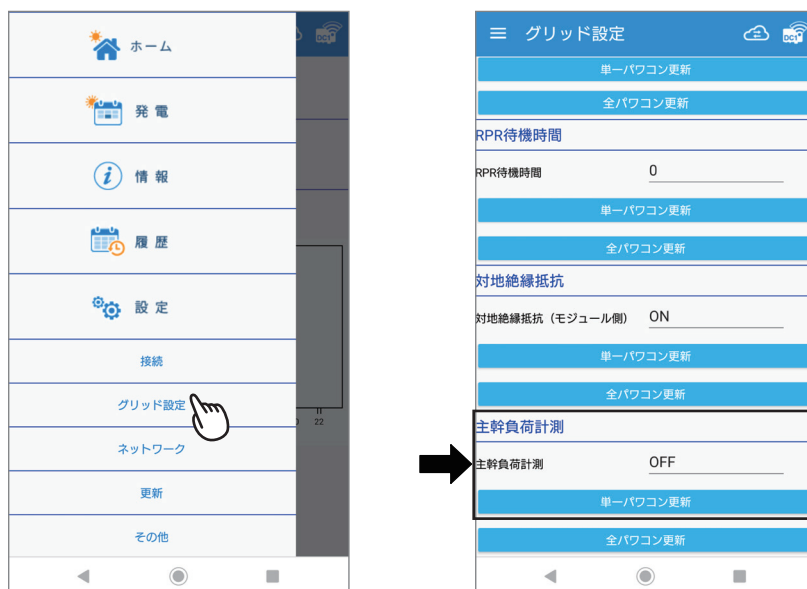 ホーム
発 電
情 報
履 歴
設 定
接続
グリッド設定
ネットワーク
更新
その他
22
グリッド設定
DC1
単一パワコン更新
全パワコン更新
RPR待機時間
RPR待機時間 0
単一パワコン更新
全パワコン更新
対地絶縁抵抗
対地絶縁抵抗（モジュール側） ON
単一パワコン更新
全パワコン更新
主幹負荷計測
主幹負荷計測 OFF
単一パワコン更新
全パワコン更新